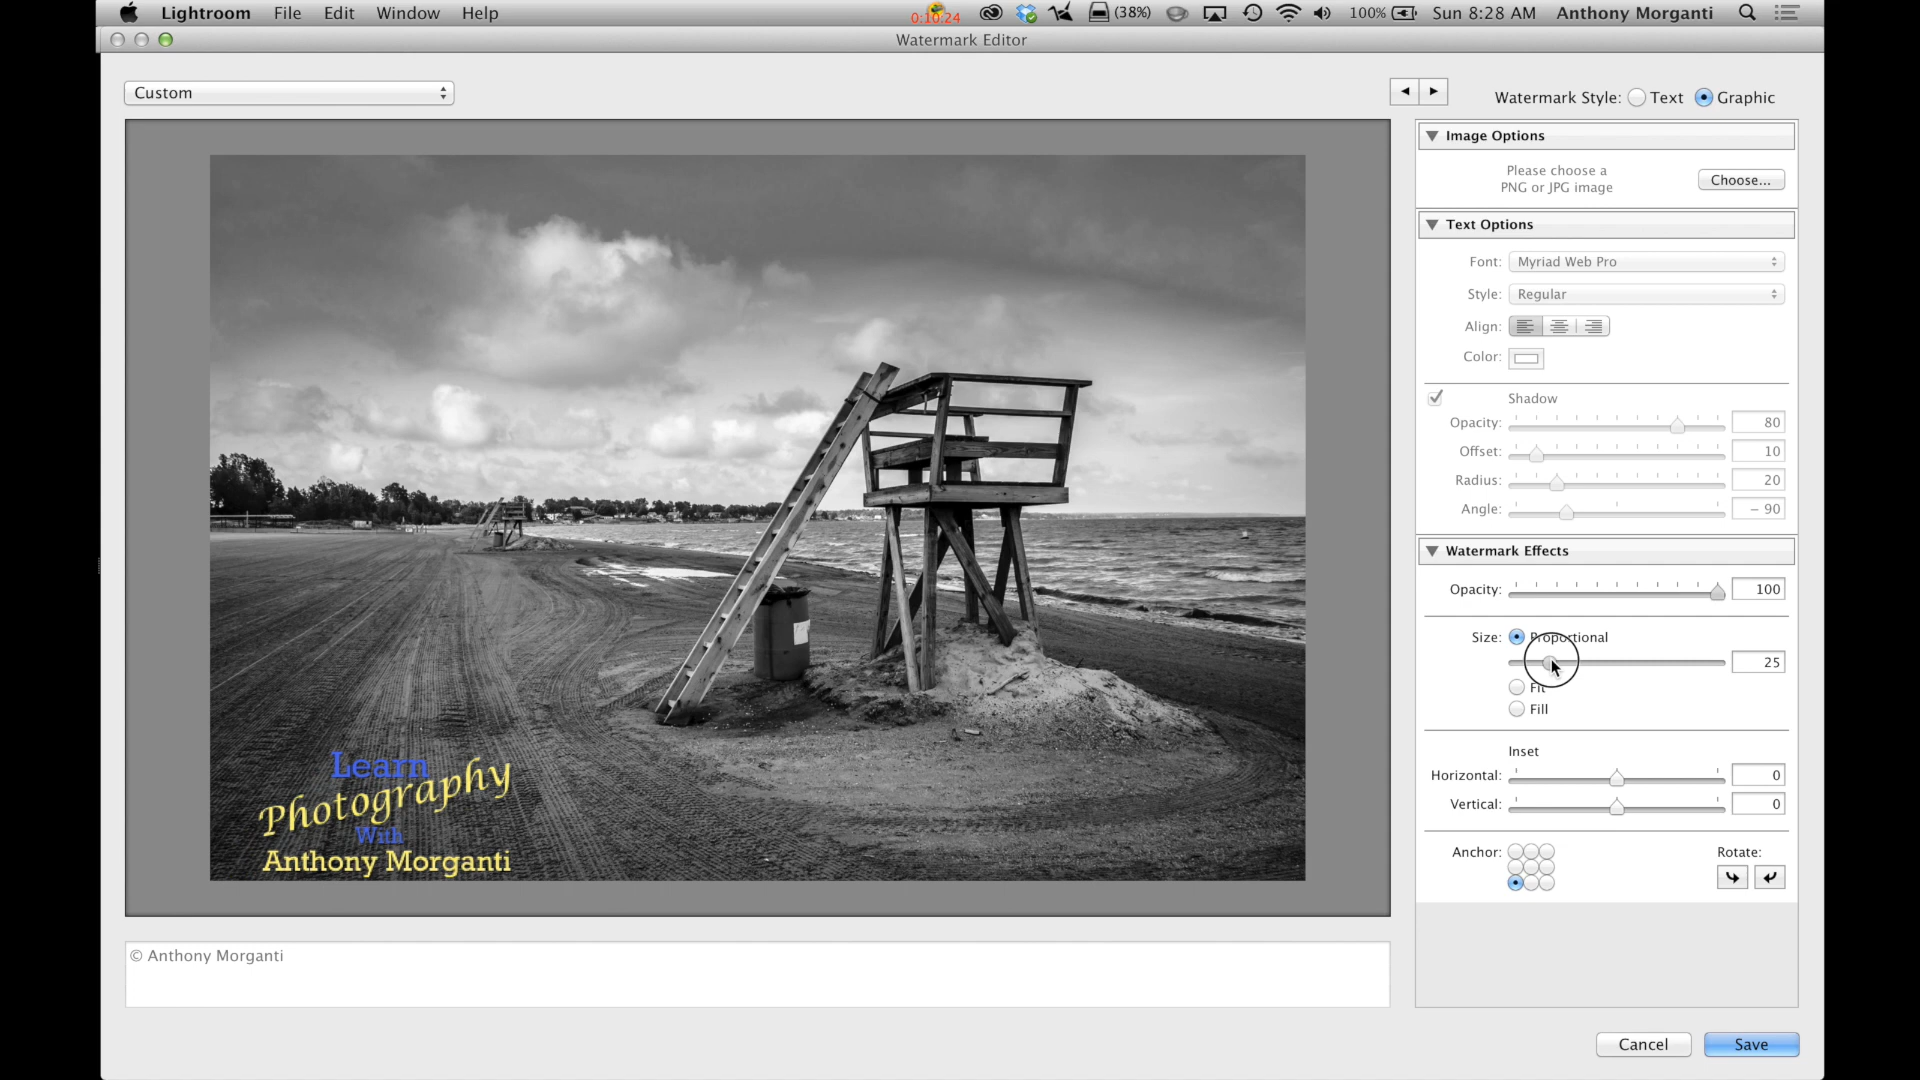 Lightroom File Edit Window Help 0:10:24 (38%) 100% Sun 8:28 AM Anthony Morganti
Watermark Editor
Custom
Watermark Style: Text Graphic
Image Options
Please choose a
PNG or JPG image
Choose...
Text Options
Font: Myriad Web Pro
Style: Regular
Align:
Color:
Shadow
Opacity: 80
Offset: 10
Radius: 20
Angle: – 90
Watermark Effects
Opacity: 100
Size: Proportional
25
Fit
Fill
Inset
Horizontal: 0
Vertical: 0
Anchor: Rotate:
Learn
Photography
With
Anthony Morganti
© Anthony Morganti
Cancel Save